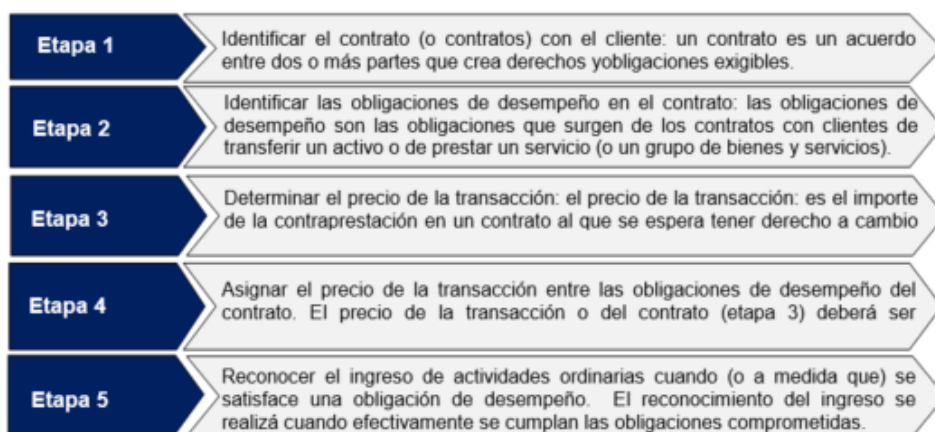 Etapa 1
Identificar el contrato (o contratos) con el cliente: un contrato es un acuerdo
entre dos o más partes que crea derechos yobligaciones exigibles.
Etapa 2
Identificar las obligaciones de desempeño en el contrato: las obligaciones de
desempeño son las obligaciones que surgen de los contratos con clientes de
transferir un activo o de prestar un servicio (o un grupo de bienes y servicios).
Etapa 3
Determinar el precio de la transacción: el precio de la transacción: es el importe
de la contraprestación en un contrato al que se espera tener derecho a cambio
Etapa 4
Asignar el precio de la transacción entre las obligaciones de desempeño del
contrato. El precio de la transacción o del contrato (etapa 3) deberá ser
Etapa 5
Reconocer el ingreso de actividades ordinarias cuando (o a medida que) se
satisface una obligación de desempeño. El reconocimiento del ingreso se
realizá cuando efectivamente se cumplan las obligaciones comprometidas.